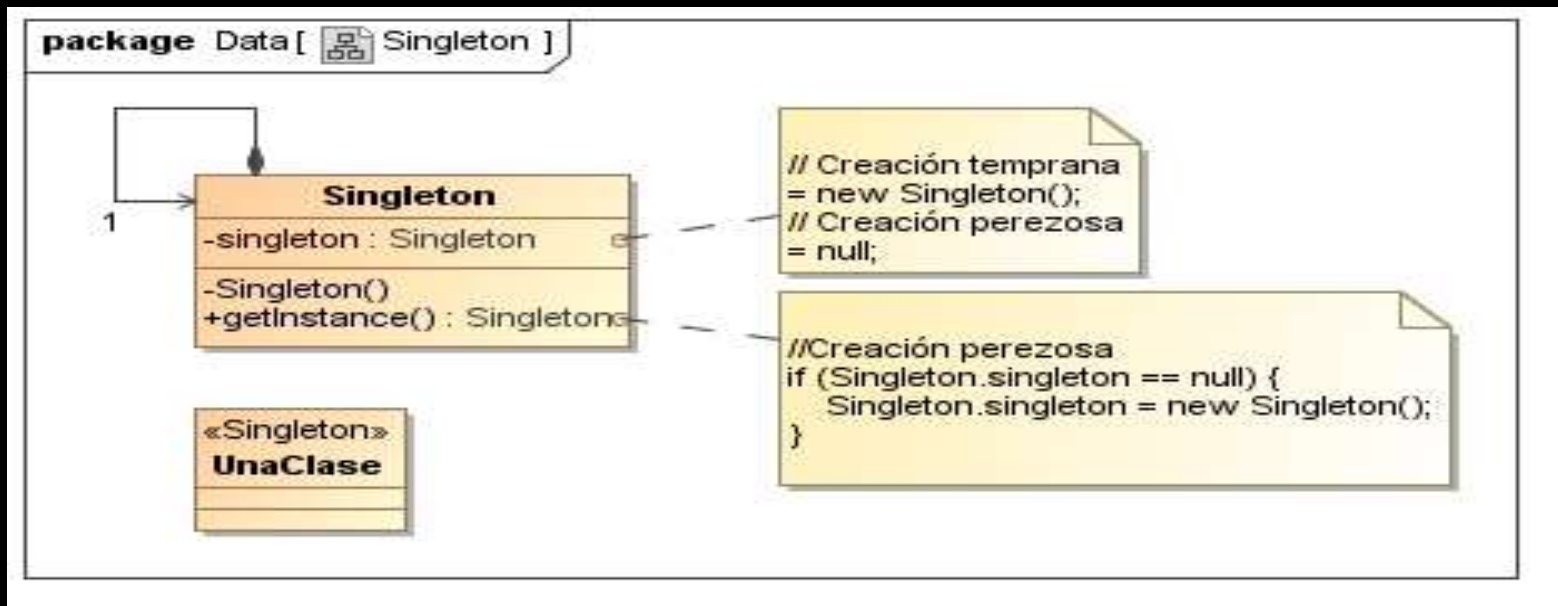 package Data[ Singleton ]
1
Singleton
-singleton : Singleton
-Singleton()
+getInstance() : Singleton
// Creación temprana
= new Singleton();
// Creación perezosa
= null;
//Creación perezosa
if (Singleton.singleton == null) {
Singleton.singleton = new Singleton();
}
«Singleton»
UnaClase